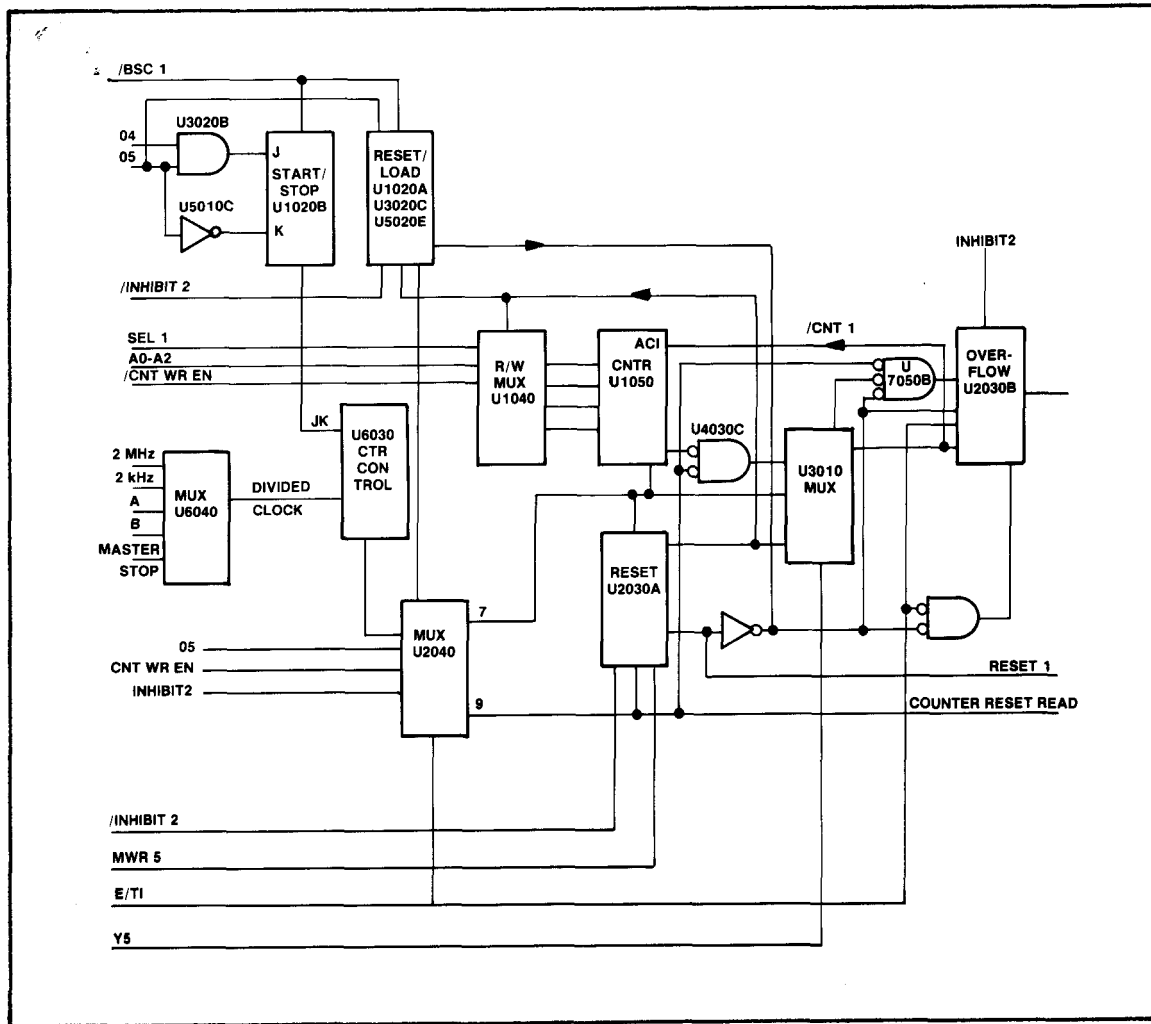 /BSC 1
U3020B
04
05
J
START/
STOP
U1020B
K
U5010C
RESET/
LOAD
U1020A
U3020C
U5020E
INHIBIT2
/INHIBIT 2
/CNT 1
SEL 1
A0-A2
/CNT WR EN
R/W
MUX
U1040
ACI
CNTR
U1050
U
7050B
OVER-
FLOW
U2030B
JK
U6030
CTR
CON
TROL
U4030C
U3010
MUX
2 MHz
2 kHz
A
B
MASTER
STOP
MUX
U6040
DIVIDED
CLOCK
RESET
U2030A
7
MUX
U2040
05
CNT WR EN
INHIBIT2
9
RESET 1
COUNTER RESET READ
/INHIBIT 2
MWR 5
E/TI
Y5